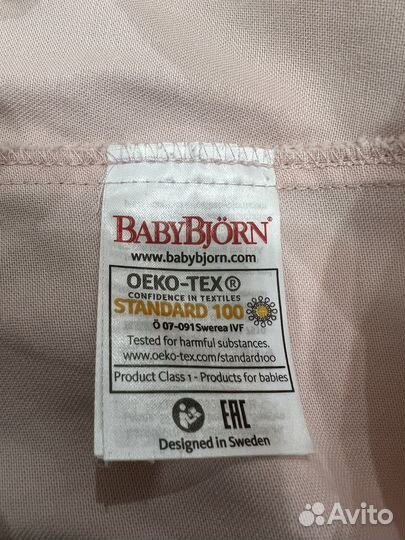 BABYBJÖRN®
www.babybjorn.com
OEKO-TEX®
CONFIDENCE IN TEXTILES
STANDARD 100
Ö 07-091 Swerea IVF
Tested for harmful substances.
www.oeko-tex.com/standard100
Product Class 1 - Products for babies
EAC
Designed in Sweden
Avito